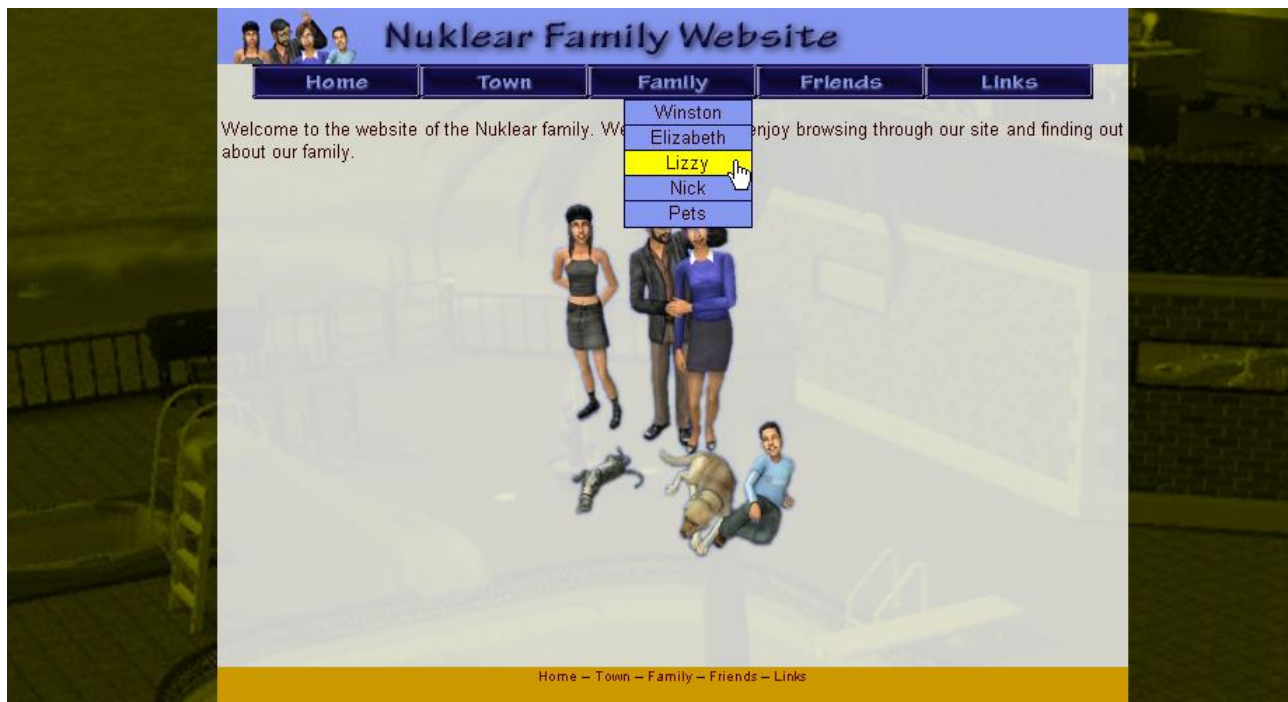 Nuklear Family Website
Home Town Family Friends Links
Winston
Welcome to the website of the Nuklear family. We enjoy browsing through our site and finding out
Elizabeth
about our family.
Lizzy
Nick
Pets
Home – Town – Family – Friends – Links